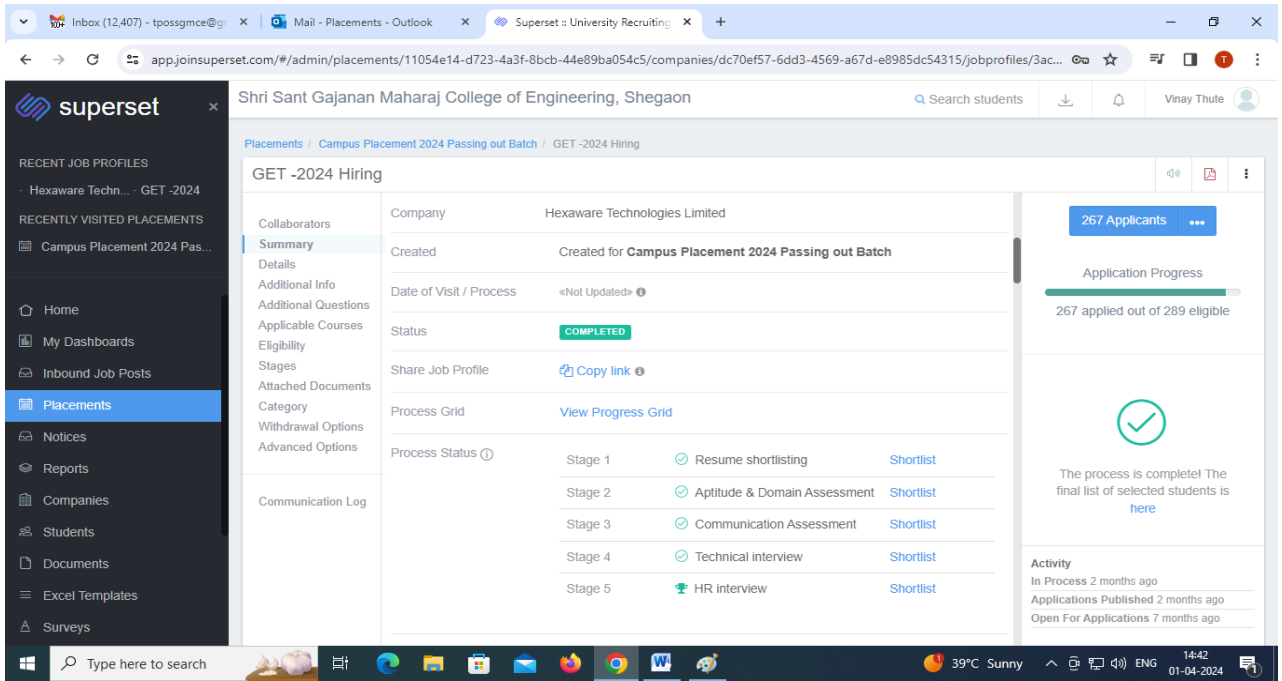 Inbox (12,407) - tpossgmce@gr
Mail - Placements - Outlook
Superset :: University Recruiting
app.joinsuperset.com/#/admin/placements/11054e14-d723-4a3f-8bcb-44e89ba054c5/companies/dc70ef57-6dd3-4569-a67d-e8985dc54315/jobprofiles/3ac...
T
superset ×
Shri Sant Gajanan Maharaj College of Engineering, Shegaon
Search students
Vinay Thute
RECENT JOB PROFILES
· Hexaware Techn... · GET -2024
RECENTLY VISITED PLACEMENTS
Campus Placement 2024 Pas...
Home
My Dashboards
Inbound Job Posts
Placements
Notices
Reports
Companies
Students
Documents
Excel Templates
Surveys
Placements / Campus Placement 2024 Passing out Batch / GET -2024 Hiring
GET -2024 Hiring
Collaborators
Summary
Details
Additional Info
Additional Questions
Applicable Courses
Eligibility
Stages
Attached Documents
Category
Withdrawal Options
Advanced Options
Communication Log
Company Hexaware Technologies Limited
Created Created for Campus Placement 2024 Passing out Batch
Date of Visit / Process «Not Updated»
Status COMPLETED
Share Job Profile Copy link
Process Grid View Progress Grid
Process Status
Stage 1 Resume shortlisting Shortlist
Stage 2 Aptitude & Domain Assessment Shortlist
Stage 3 Communication Assessment Shortlist
Stage 4 Technical interview Shortlist
Stage 5 HR interview Shortlist
267 Applicants
Application Progress
267 applied out of 289 eligible
The process is complete! The
final list of selected students is
here
Activity
In Process 2 months ago
Applications Published 2 months ago
Open For Applications 7 months ago
Type here to search
39°C Sunny
ENG
14:42
01-04-2024
1